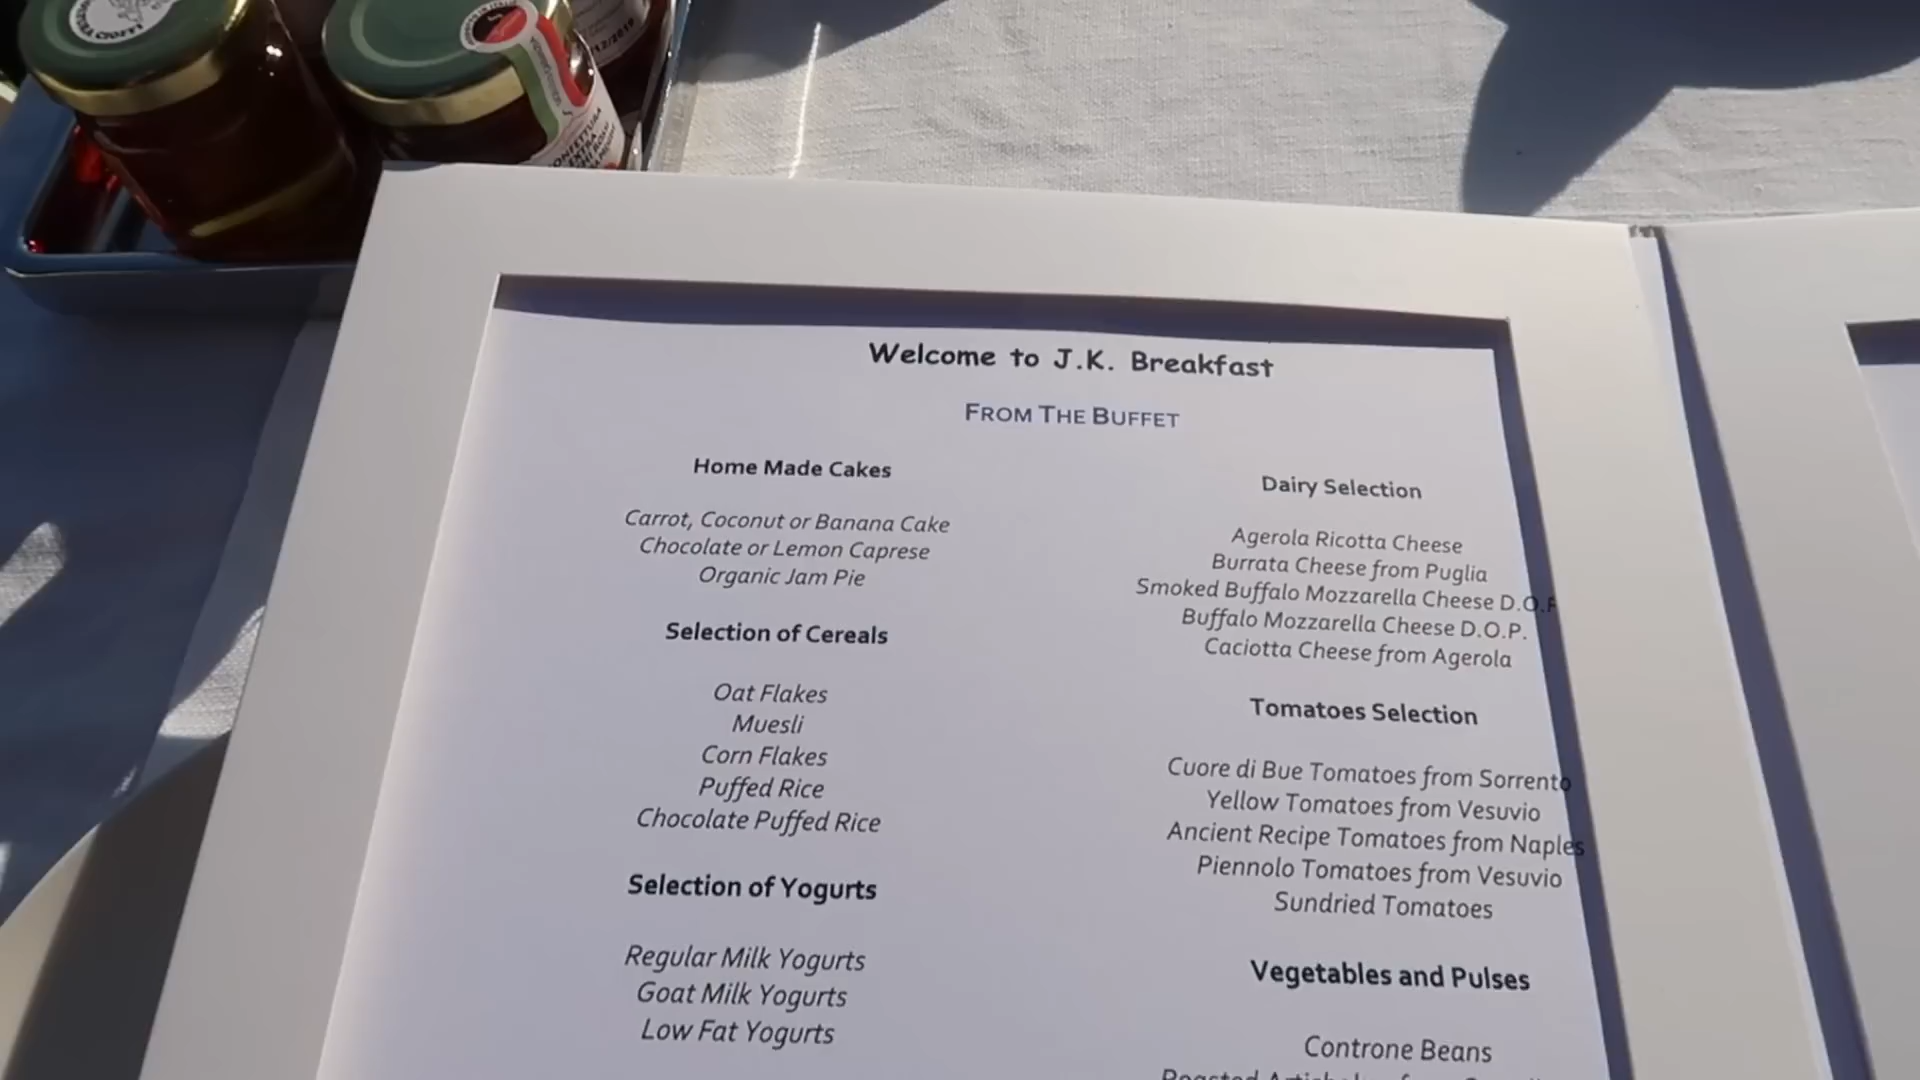 Welcome to J.K. Breakfast
FROM THE BUFFET
Home Made Cakes
Carrot, Coconut or Banana Cake
Chocolate or Lemon Caprese
Organic Jam Pie
Selection of Cereals
Oat Flakes
Muesli
Corn Flakes
Puffed Rice
Chocolate Puffed Rice
Selection of Yogurts
Regular Milk Yogurts
Goat Milk Yogurts
Low Fat Yogurts
Dairy Selection
Agerola Ricotta Cheese
Burrata Cheese from Puglia
Smoked Buffalo Mozzarella Cheese D.O.P
Buffalo Mozzarella Cheese D.O.P.
Caciotta Cheese from Agerola
Tomatoes Selection
Cuore di Bue Tomatoes from Sorrento
Yellow Tomatoes from Vesuvio
Ancient Recipe Tomatoes from Naples
Piennolo Tomatoes from Vesuvio
Sundried Tomatoes
Vegetables and Pulses
Controne Beans